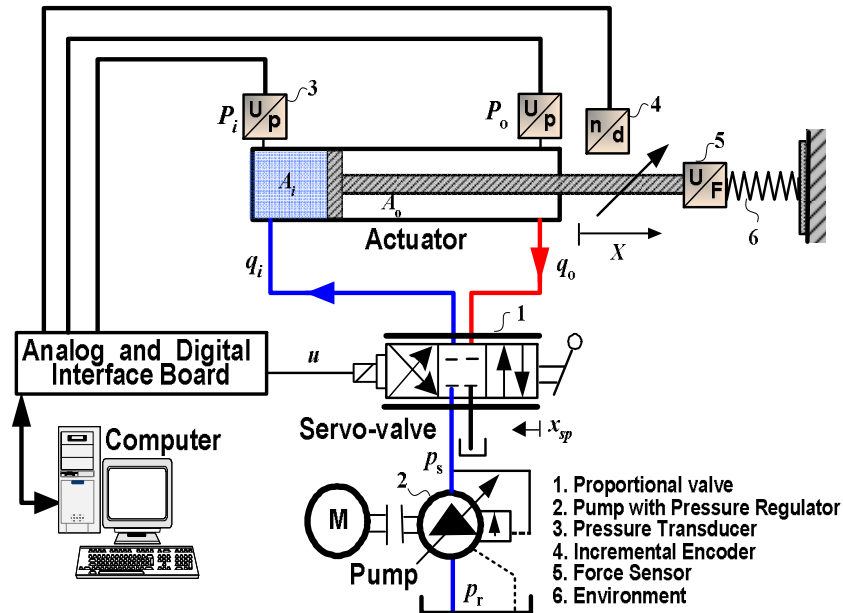 3
4
P_i
U
p
P_o
U
p
n
d
5
A_i
A_o
U
F
Actuator
X
6
q_i
q_o
1
Analog and Digital
Interface Board
u
Computer
Servo-valve
x_sp
p_s
2
M
Pump
p_r
1. Proportional valve
2. Pump with Pressure Regulator
3. Pressure Transducer
4. Incremental Encoder
5. Force Sensor
6. Environment